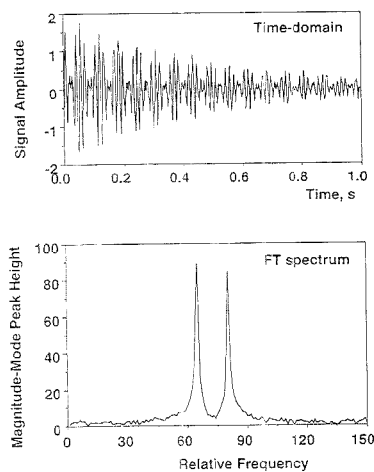 Time-domain
Signal Amplitude
2
1
0
-1
-2
0.0 0.2 0.4 0.6 0.8 1.0
Time, s
FT spectrum
Magnitude-Mode Peak Height
100
80
60
40
20
0
0 30 60 90 120 150
Relative Frequency